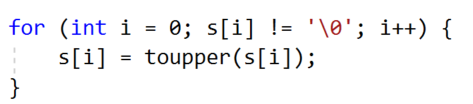 for (int i = 0; s[i] != '\0'; i++) {
    s[i] = toupper(s[i]);
}